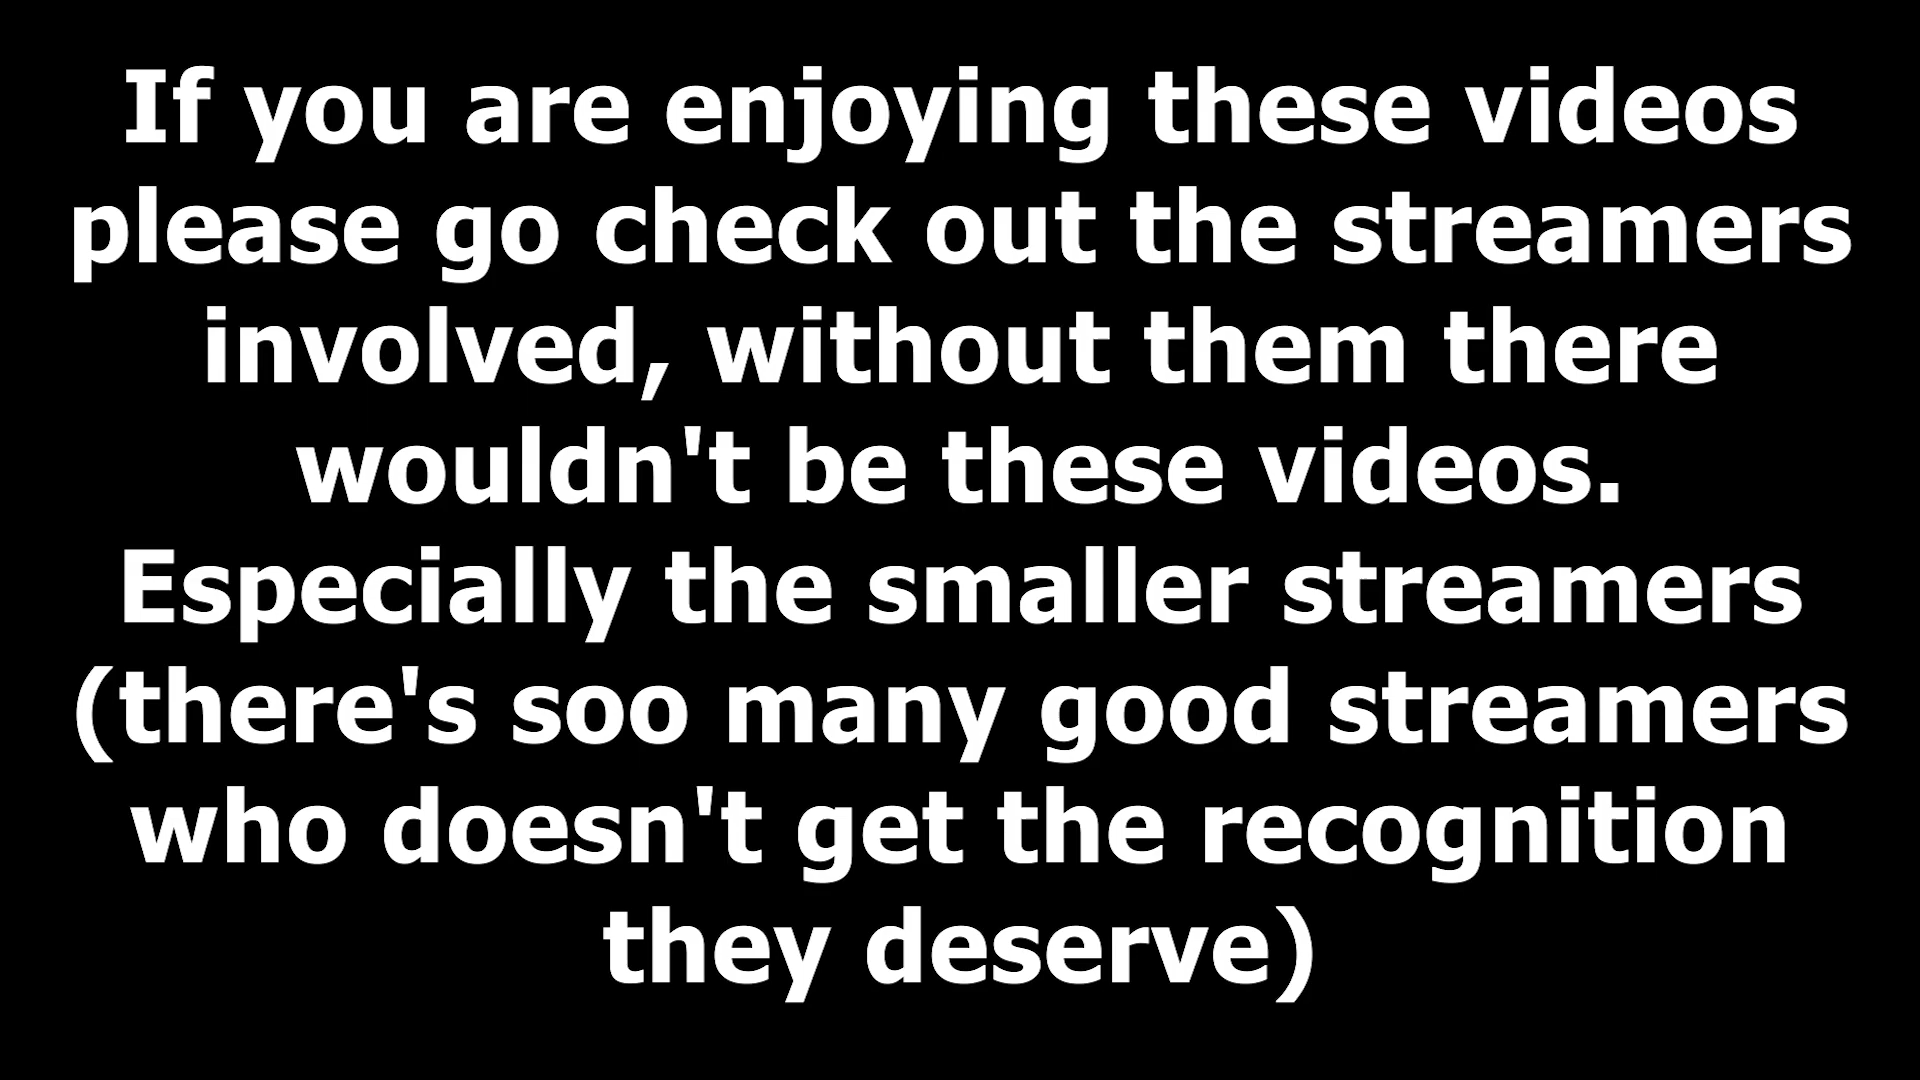 If you are enjoying these videos
please go check out the streamers
involved, without them there
wouldn't be these videos.
Especially the smaller streamers
(there's soo many good streamers
who doesn't get the recognition
they deserve)